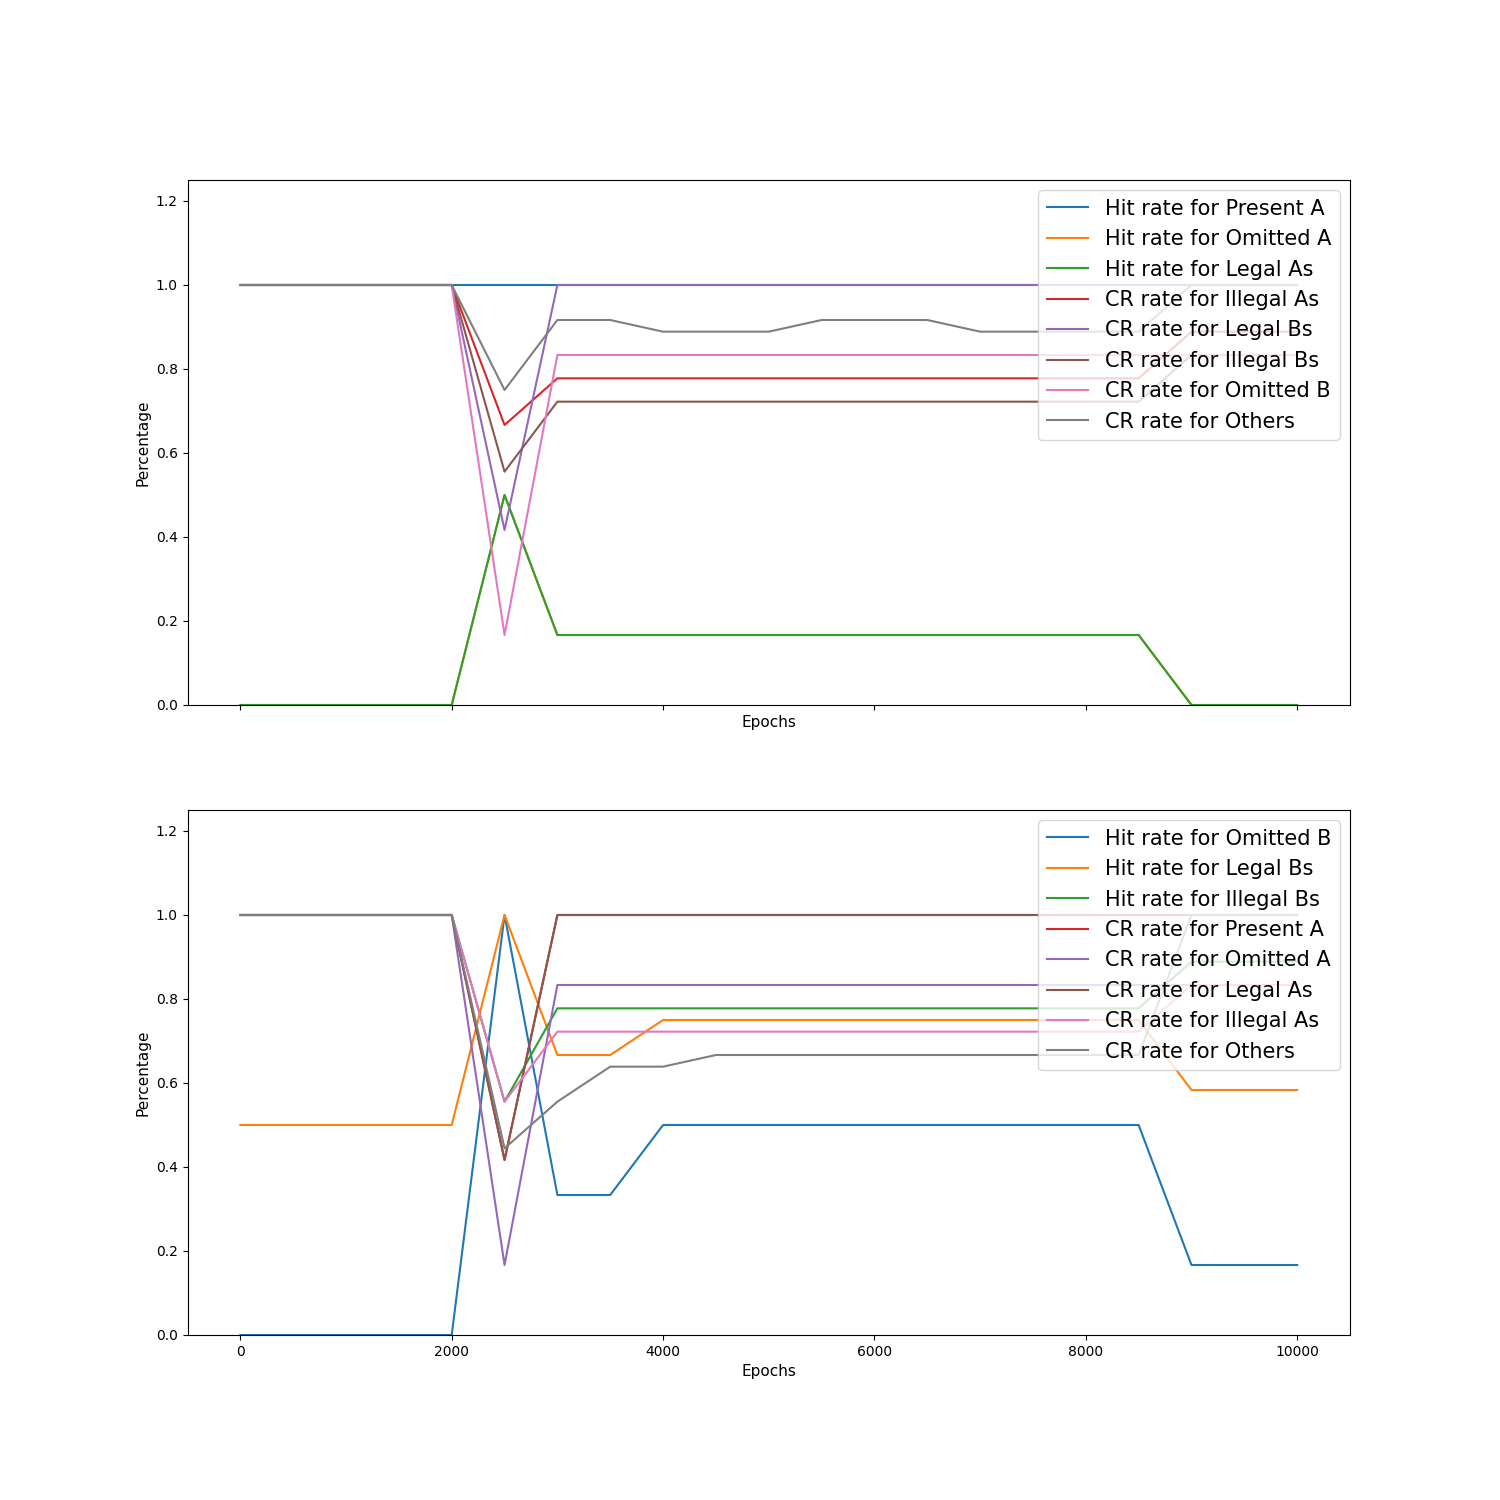 1.2
1.0
0.8
0.6
0.4
0.2
0.0
Percentage
Epochs
Hit rate for Present A
Hit rate for Omitted A
Hit rate for Legal As
CR rate for Illegal As
CR rate for Legal Bs
CR rate for Illegal Bs
CR rate for Omitted B
CR rate for Others
1.2
1.0
0.8
0.6
0.4
0.2
0.0
Percentage
Hit rate for Omitted B
Hit rate for Legal Bs
Hit rate for Illegal Bs
CR rate for Present A
CR rate for Omitted A
CR rate for Legal As
CR rate for Illegal As
CR rate for Others
0 2000 4000 6000 8000 10000
Epochs